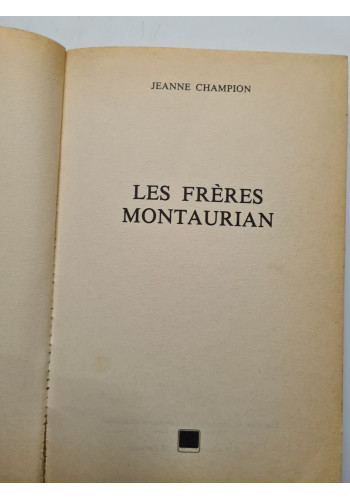 JEANNE CHAMPION
LES FRÈRES
MONTAURIAN